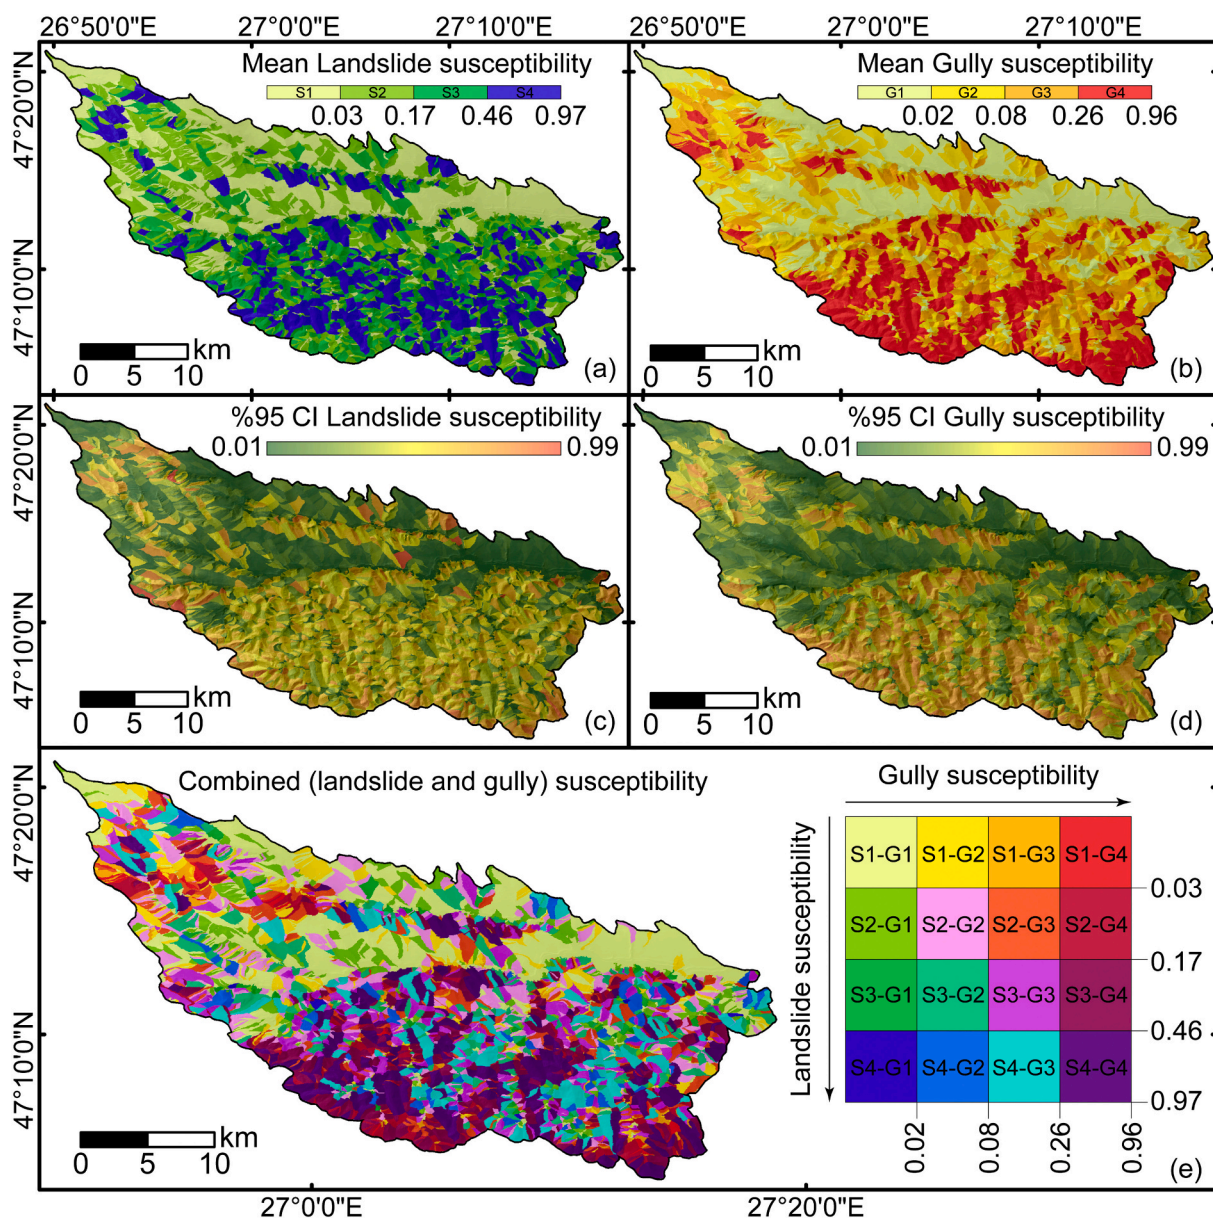 26°50'0"E 27°0'0"E 27°10'0"E 26°50'0"E 27°0'0"E 27°10'0"E
Mean Landslide susceptibility
S1 S2 S3 S4
0.03 0.17 0.46 0.97
Mean Gully susceptibility
G1 G2 G3 G4
0.02 0.08 0.26 0.96
47°20'0"N
47°10'0"N
km
0 5 10
(a)
km
0 5 10
(b)
%95 CI Landslide susceptibility
0.01 0.99
%95 CI Gully susceptibility
0.01 0.99
47°20'0"N
47°10'0"N
km
0 5 10
(c)
km
0 5 10
(d)
Combined (landslide and gully) susceptibility
47°20'0"N
47°10'0"N
km
0 5 10
Gully susceptibility
Landslide susceptibility
S1-G1 S1-G2 S1-G3 S1-G4
0.03
S2-G1 S2-G2 S2-G3 S2-G4
0.17
S3-G1 S3-G2 S3-G3 S3-G4
0.46
S4-G1 S4-G2 S4-G3 S4-G4
0.97
0.02 0.08 0.26 0.96
(e)
27°0'0"E 27°20'0"E